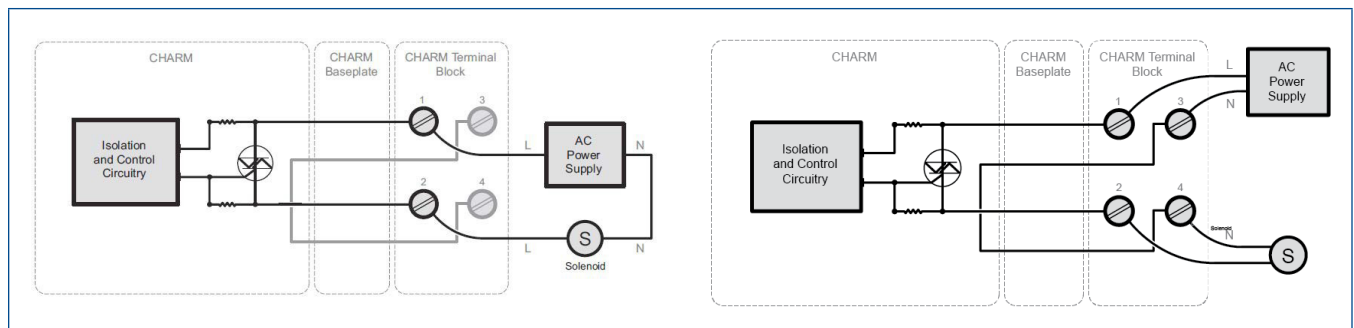 CHARM
CHARM
Baseplate
CHARM Terminal
Block
1
3
Isolation
and Control
Circuitry
L
AC
Power
Supply
N
2
4
L
S
N
Solenoid
CHARM
CHARM
Baseplate
CHARM Terminal
Block
L
N
AC
Power
Supply
1
3
Isolation
and Control
Circuitry
2
4
Solenoid
N
S